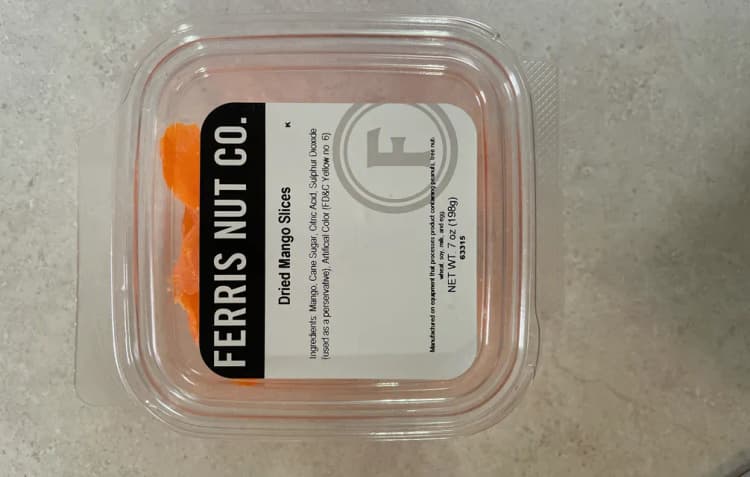 FERRIS NUT CO.
K
Dried Mango Slices
Ingredients: Mango, Cane Sugar, Citric Acid, Sulphur Dioxide
(used as a perservative), Artificial Color (FD&C Yellow no. 6)
F
Manufactured on equipment that processes product containing peanuts, tree nut,
wheat, soy, milk, and egg.
NET WT. 7 oz (198g)
63315